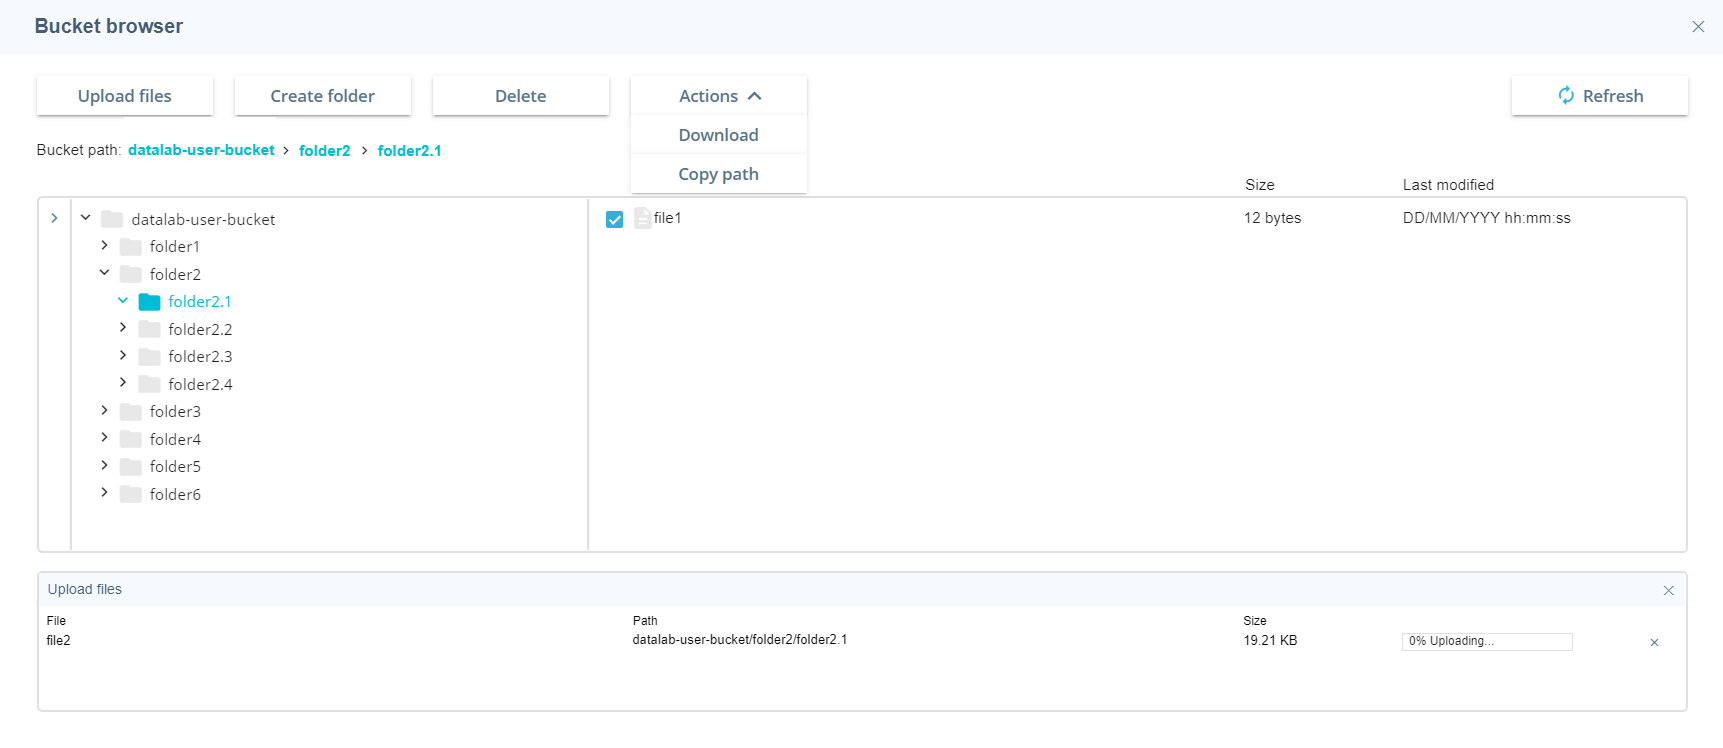 Bucket browser
Upload files
Create folder
Delete
Actions
Refresh
Download
Copy path
Bucket path: datalab-user-bucket > folder2 > folder2.1
Size
Last modified
datalab-user-bucket
folder1
folder2
folder2.1
folder2.2
folder2.3
folder2.4
folder3
folder4
folder5
folder6
file1
12 bytes
DD/MM/YYYY hh:mm:ss
Upload files
File
Path
Size
file2
datalab-user-bucket/folder2/folder2.1
19.21 KB
0% Uploading...